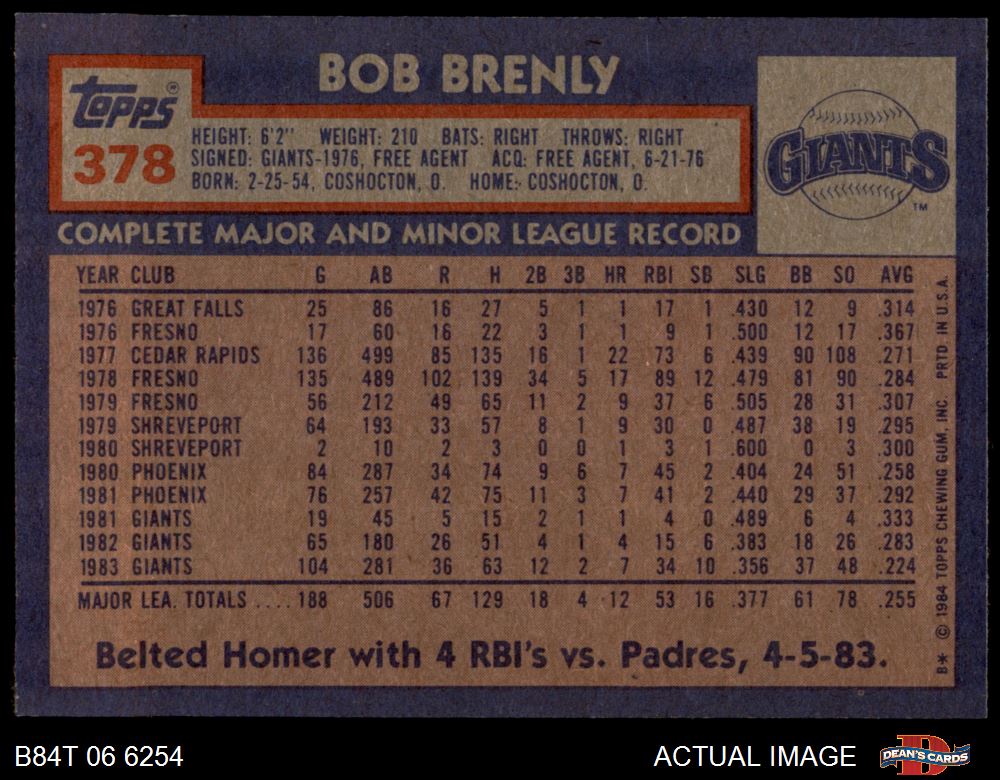 BOB BRENLY
Topps®
378
HEIGHT: 6'2'' WEIGHT: 210 BATS: RIGHT THROWS: RIGHT
SIGNED: GIANTS-1976, FREE AGENT ACQ: FREE AGENT, 6-21-76
BORN: 2-25-54, COSHOCTON, O. HOME: COSHOCTON, O.
GIANTS
TM
COMPLETE MAJOR AND MINOR LEAGUE RECORD
YEAR CLUB G AB R H 2B 3B HR RBI SB SLG BB SO AVG
1976 GREAT FALLS 25 86 16 27 5 1 1 17 1 .430 12 9 .314
1976 FRESNO 17 60 16 22 3 1 1 9 1 .500 12 17 .367
1977 CEDAR RAPIDS 136 499 85 135 16 1 22 73 6 .439 90 108 .271
1978 FRESNO 135 489 102 139 34 5 17 89 12 .479 81 90 .284
1979 FRESNO 56 212 49 65 11 2 9 37 6 .505 28 31 .307
1979 SHREVEPORT 64 193 33 57 8 1 9 30 0 .487 38 19 .295
1980 SHREVEPORT 2 10 2 3 0 0 1 3 1 .600 0 3 .300
1980 PHOENIX 84 287 34 74 9 6 7 45 2 .404 24 51 .258
1981 PHOENIX 76 257 42 75 11 3 7 41 2 .440 29 37 .292
1981 GIANTS 19 45 5 15 2 1 1 4 0 .489 6 4 .333
1982 GIANTS 65 180 26 51 4 1 4 15 6 .383 18 26 .283
1983 GIANTS 104 281 36 63 12 2 7 34 10 .356 37 48 .224
MAJOR LEA. TOTALS .... 188 506 67 129 18 4 12 53 16 .377 61 78 .255
Belted Homer with 4 RBI's vs. Padres, 4-5-83.
B* © 1984 TOPPS CHEWING GUM, INC. PRTD. IN U.S.A.
B84T 06 6254
ACTUAL IMAGE
DEAN'S CARDS